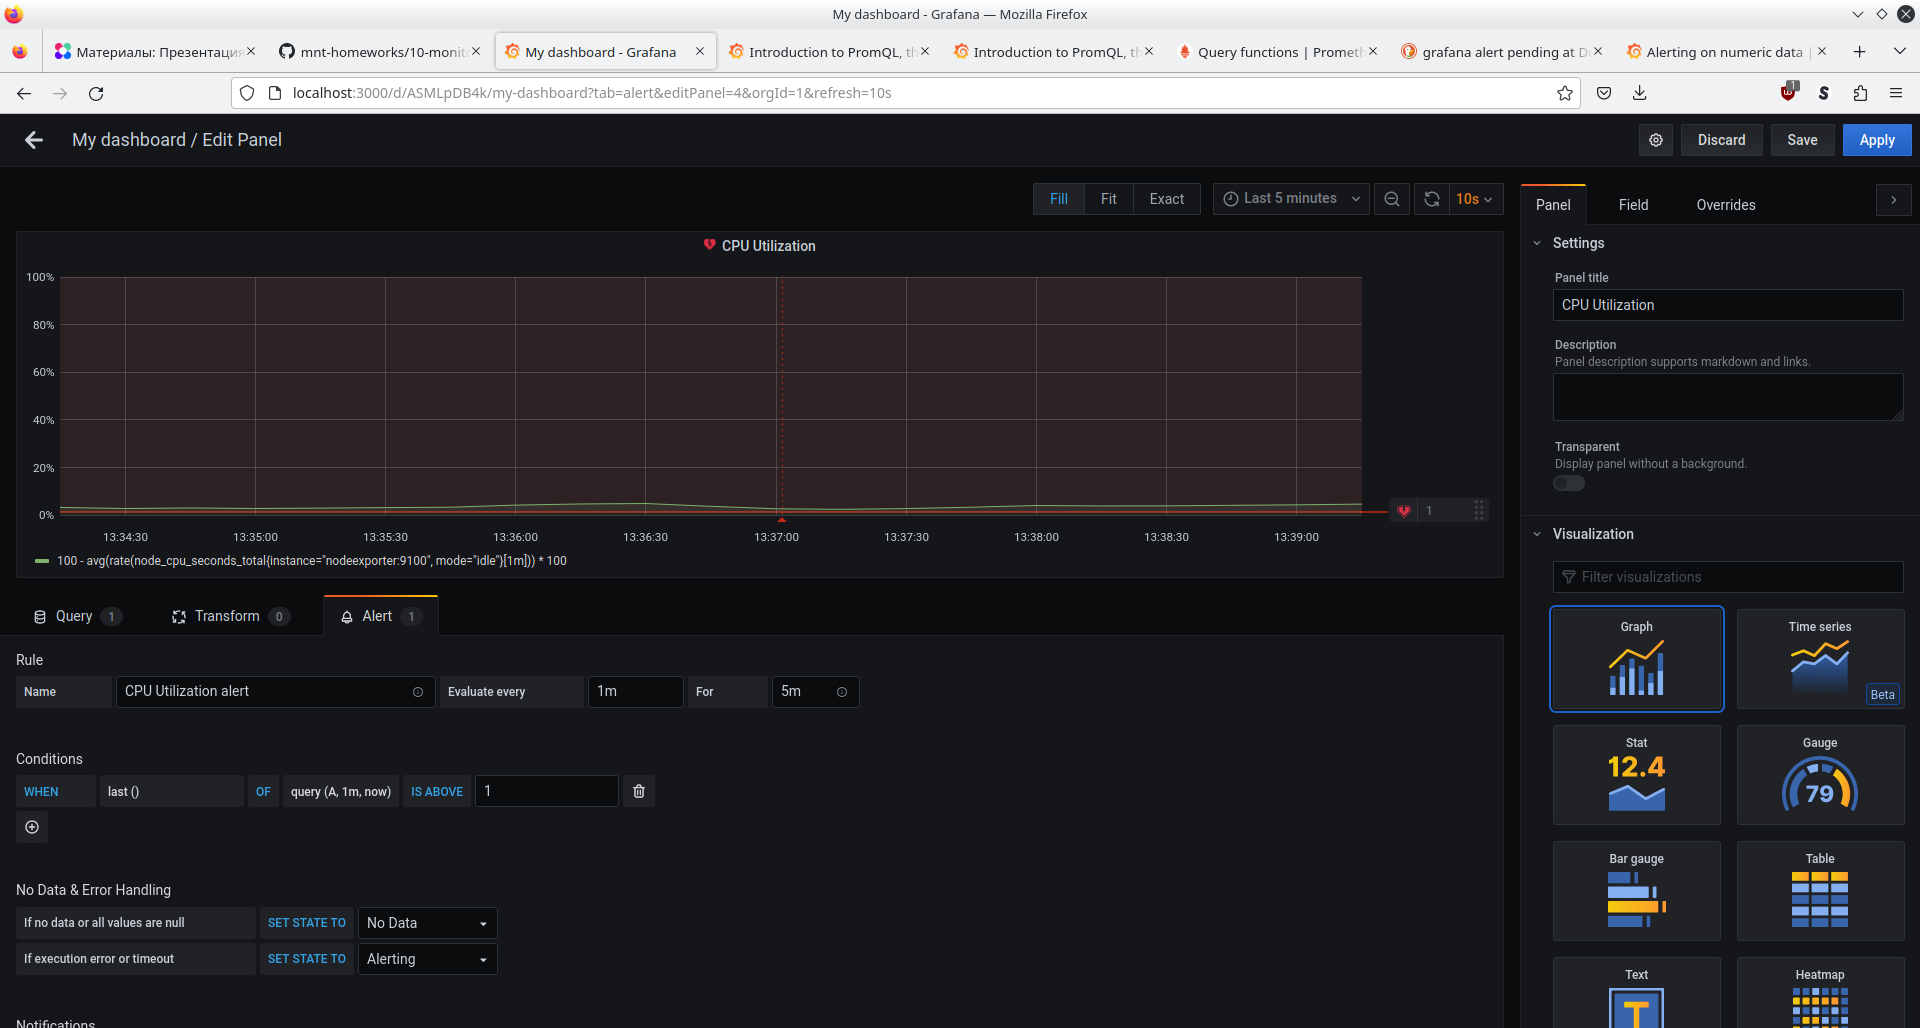 My dashboard - Grafana — Mozilla Firefox
Материалы: Презентация
mnt-homeworks/10-monit
My dashboard - Grafana
Introduction to PromQL, th
Introduction to PromQL, th
Query functions | Prometh
grafana alert pending at D
Alerting on numeric data |
localhost:3000/d/ASMLpDB4k/my-dashboard?tab=alert&editPanel=4&orgId=1&refresh=10s
1
My dashboard / Edit Panel
Discard
Save
Apply
Fill
Fit
Exact
Last 5 minutes
10s
CPU Utilization
100%
80%
60%
40%
20%
0%
1
13:34:30
13:35:00
13:35:30
13:36:00
13:36:30
13:37:00
13:37:30
13:38:00
13:38:30
13:39:00
100 - avg(rate(node_cpu_seconds_total{instance="nodeexporter:9100", mode="idle"}[1m])) * 100
Query 1
Transform 0
Alert 1
Rule
Name
CPU Utilization alert
Evaluate every
1m
For
5m
Conditions
WHEN
last ()
OF
query (A, 1m, now)
IS ABOVE
1
No Data & Error Handling
If no data or all values are null
SET STATE TO
No Data
If execution error or timeout
SET STATE TO
Alerting
Notifications
Panel
Field
Overrides
Settings
Panel title
CPU Utilization
Description
Panel description supports markdown and links.
Transparent
Display panel without a background.
Visualization
Filter visualizations
Graph
Time series
Beta
Stat
12.4
Gauge
79
Bar gauge
Table
Text
T
Heatmap